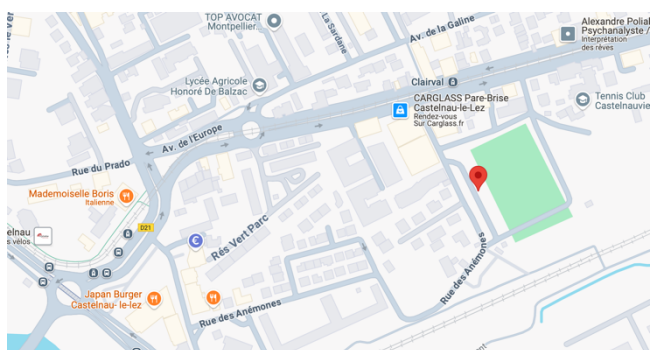 TOP AVOCAT
Montpellier...
La Sardane
Av. de la Galine
Alexandre Polial
Psychanalyste /
Interprétation
des rêves
Lycée Agricole
Honoré De Balzac
Clairval
CARGLASS Pare-Brise
Castelnau-le-Lez
Rendez-vous
Sur Carglass.fr
Tennis Club
Castelnauvie
Av. de l'Europe
Rue du Prado
Mademoiselle Boris
Italienne
D21
elnau
s vélos
€
Rés Vert Parc
Rue des Anémones
Japan Burger
Castelnau- le-lez
Rue des Anémones